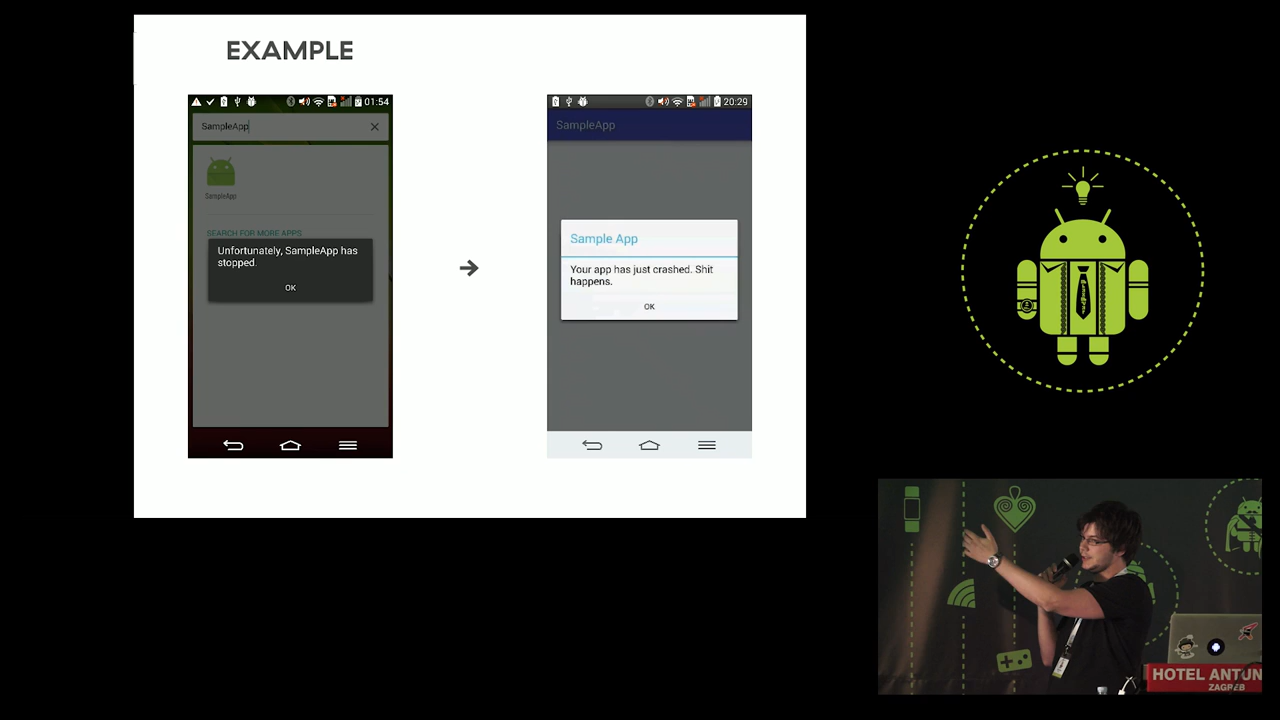 EXAMPLE
01:54
SampleApp
SampleApp
SEARCH FOR MORE APPS
Unfortunately, SampleApp has
stopped.
OK
20:29
SampleApp
Sample App
Your app has just crashed. Shit
happens.
OK
HOTEL ANTUN
ZAGREB